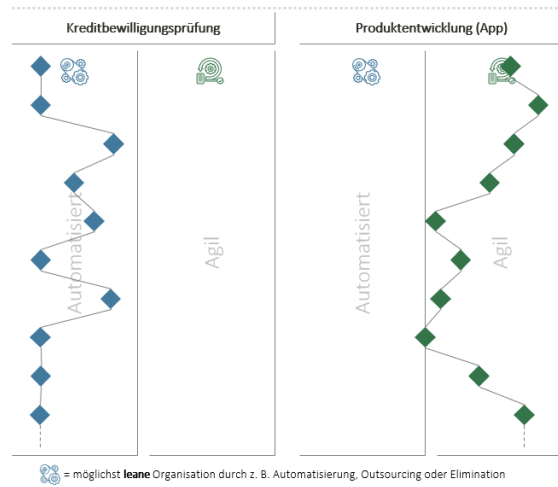 Kreditbewilligungsprüfung
Produktentwicklung (App)
Automatisiert
Agil
Automatisiert
Agil
= möglichst leane Organisation durch z. B. Automatisierung, Outsourcing oder Elimination